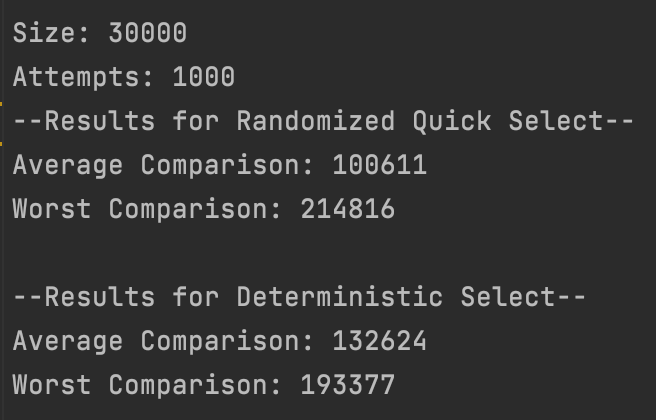 Size: 30000
Attempts: 1000
--Results for Randomized Quick Select--
Average Comparison: 100611
Worst Comparison: 214816
--Results for Deterministic Select--
Average Comparison: 132624
Worst Comparison: 193377